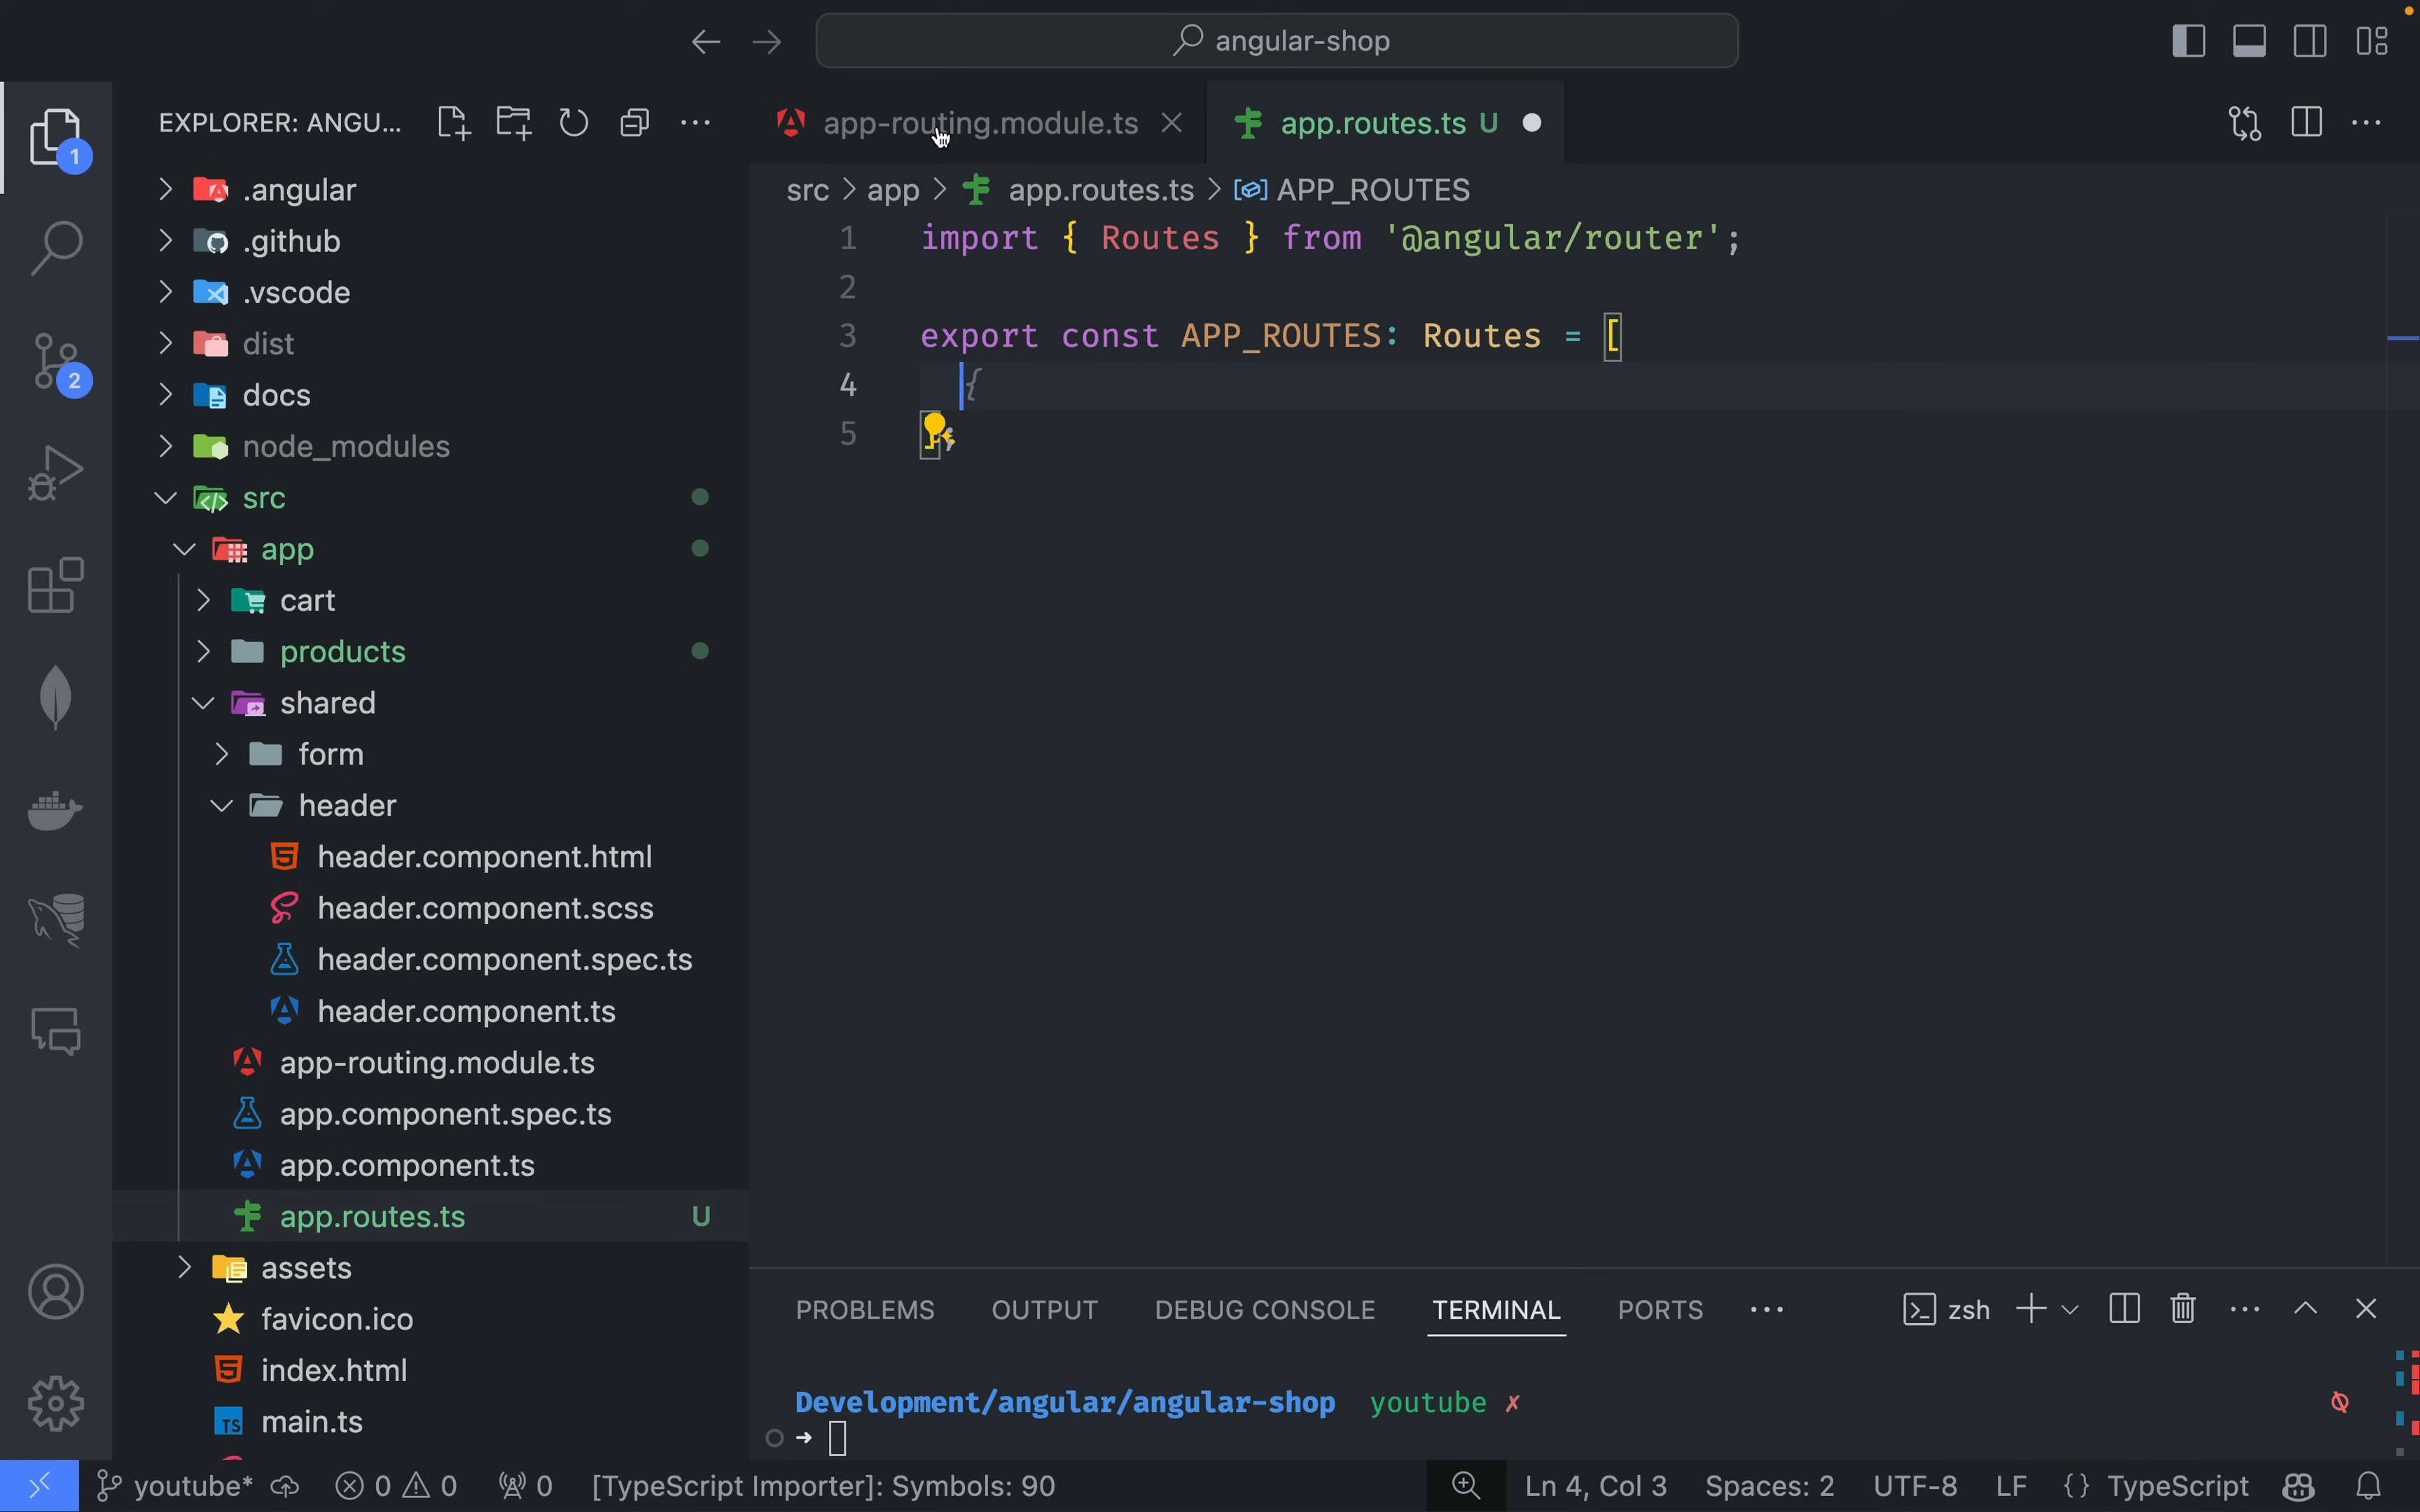 angular-shop
EXPLORER: ANGU...
app-routing.module.ts
app.routes.ts U
1
src > app > app.routes.ts > APP_ROUTES
.angular
.github
.vscode
dist
docs
node_modules
src
app
cart
products
shared
form
header
header.component.html
header.component.scss
header.component.spec.ts
header.component.ts
app-routing.module.ts
app.component.spec.ts
app.component.ts
app.routes.ts U
assets
favicon.ico
index.html
main.ts
2
1 import { Routes } from '@angular/router';
2
3 export const APP_ROUTES: Routes = [
4 {
5 ];
PROBLEMS OUTPUT DEBUG CONSOLE TERMINAL PORTS ... zsh
Development/angular/angular-shop youtube ✗
➜
youtube* 0 0 0 [TypeScript Importer]: Symbols: 90 Ln 4, Col 3 Spaces: 2 UTF-8 LF {} TypeScript